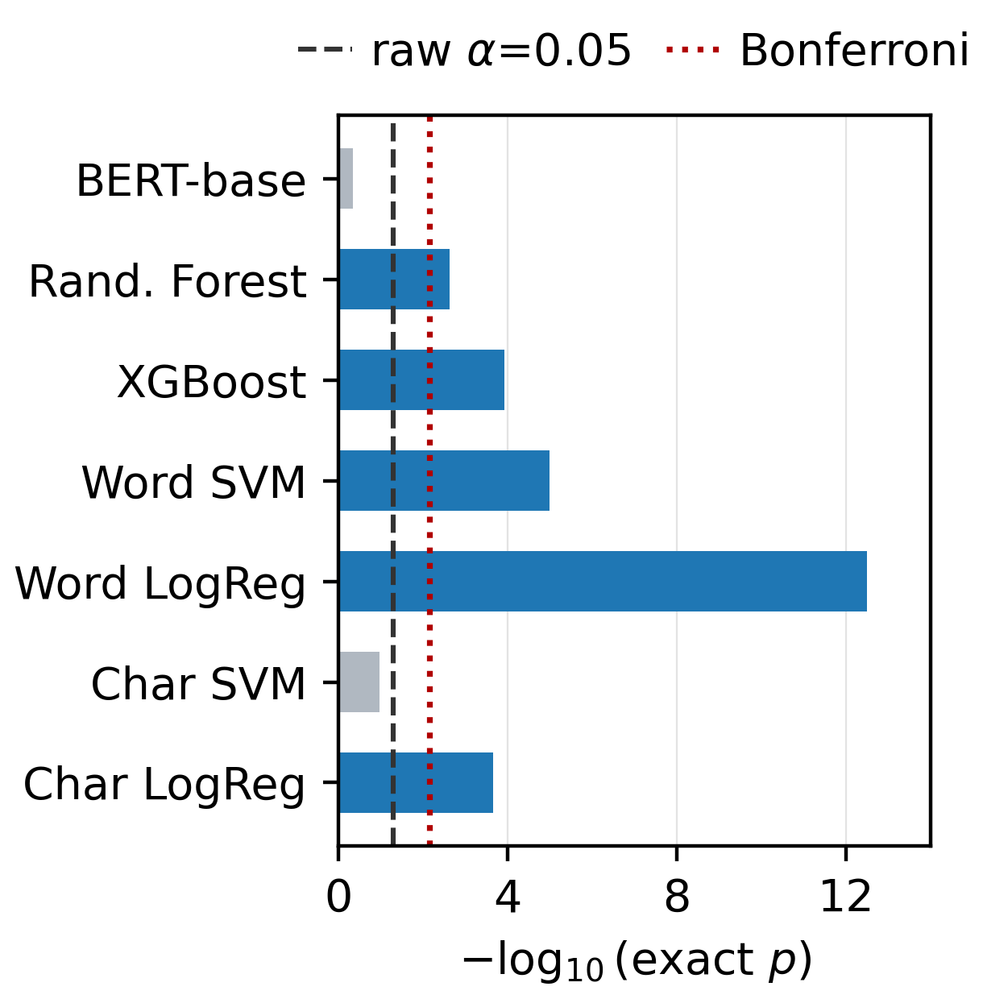 raw α=0.05 Bonferroni
BERT-base
Rand. Forest
XGBoost
Word SVM
Word LogReg
Char SVM
Char LogReg
0 4 8 12
−log₁₀(exact p)